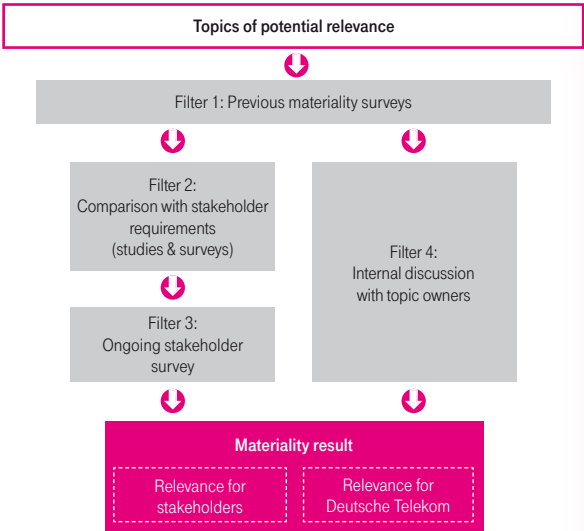 Topics of potential relevance
Filter 1: Previous materiality surveys
Filter 2:
Comparison with stakeholder
requirements
(studies & surveys)
Filter 3:
Ongoing stakeholder
survey
Filter 4:
Internal discussion
with topic owners
Materiality result
Relevance for
stakeholders
Relevance for
Deutsche Telekom